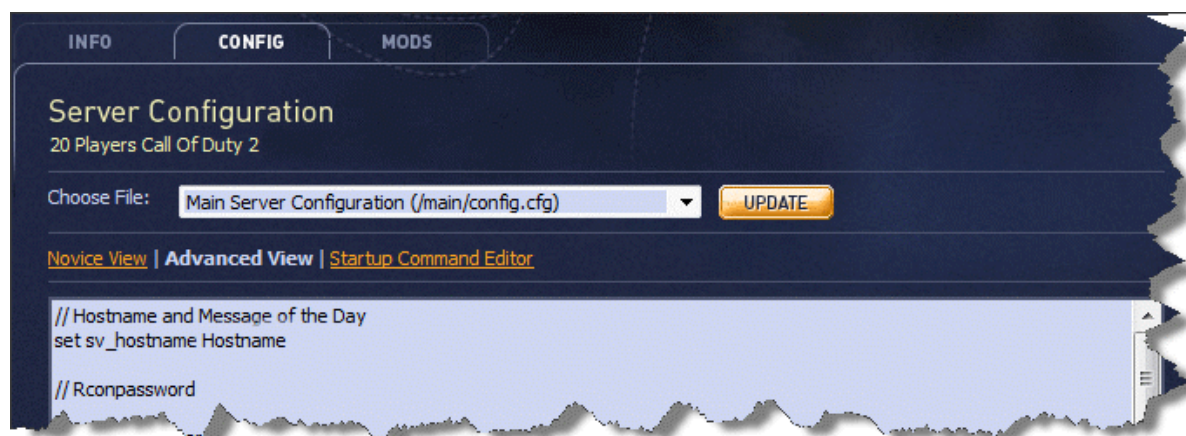 INFO CONFIG MODS
Server Configuration
20 Players Call Of Duty 2
Choose File: Main Server Configuration (/main/config.cfg) UPDATE
Novice View | Advanced View | Startup Command Editor
// Hostname and Message of the Day
set sv_hostname Hostname
// Rconpassword